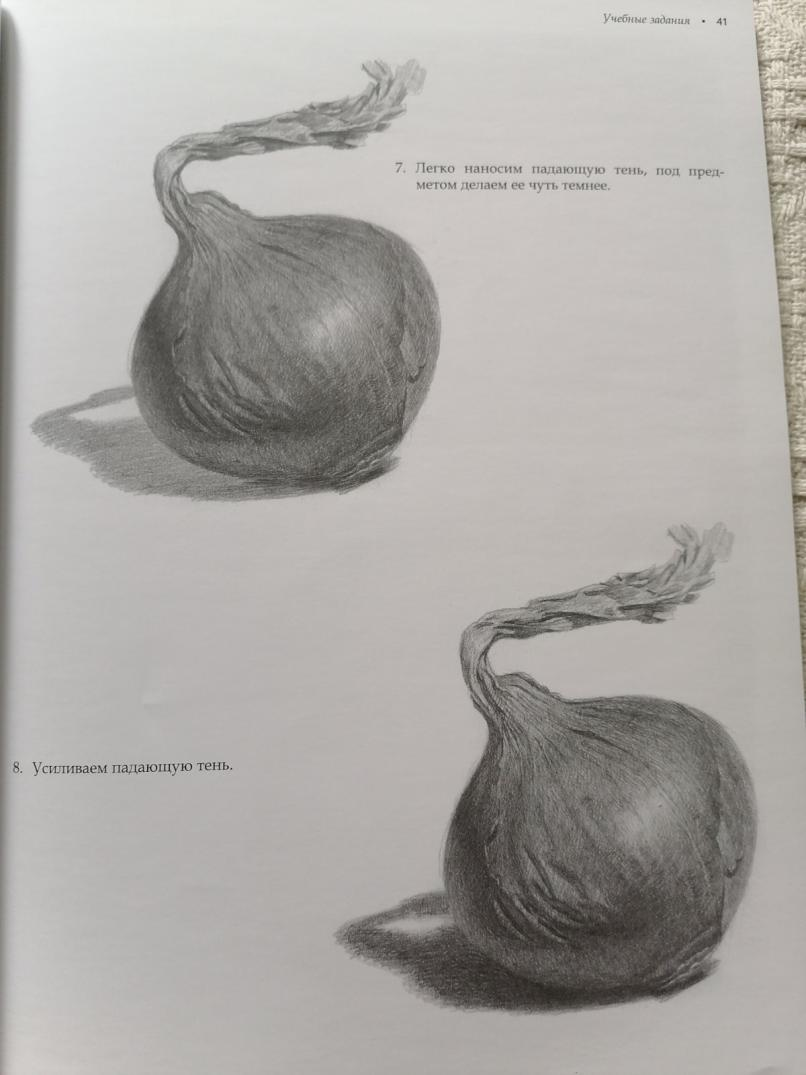 Учебные задания • 41
7. Легко наносим падающую тень, под пред-
метом делаем ее чуть темнее.
8. Усиливаем падающую тень.